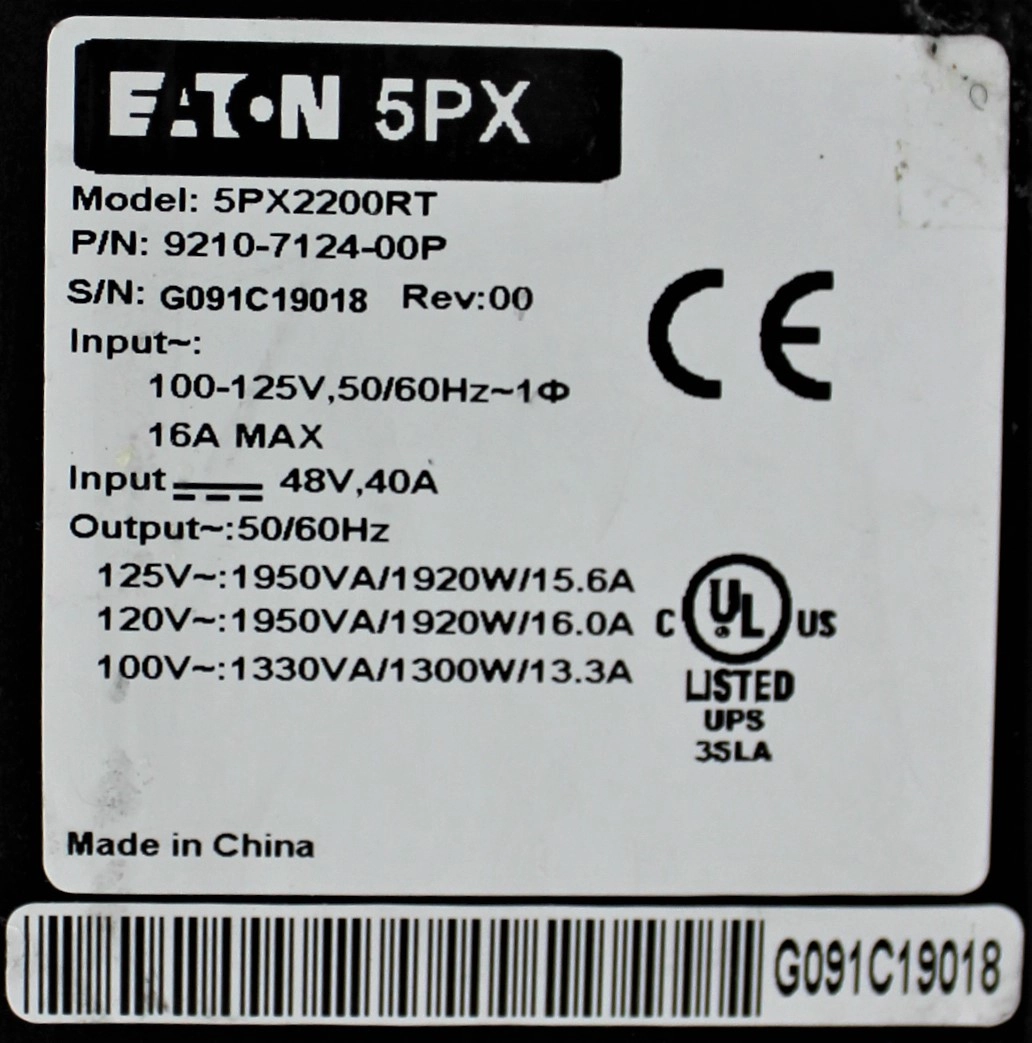 EATON 5PX
Model: 5PX2200RT
P/N: 9210-7124-00P
S/N: G091C19018 Rev:00
Input~:
100-125V,50/60Hz~1Φ
16A MAX
Input⎓ 48V,40A
Output~:50/60Hz
125V~:1950VA/1920W/15.6A
120V~:1950VA/1920W/16.0A
100V~:1330VA/1300W/13.3A
CE
C UL US
LISTED
UPS
3SLA
Made in China
G091C19018